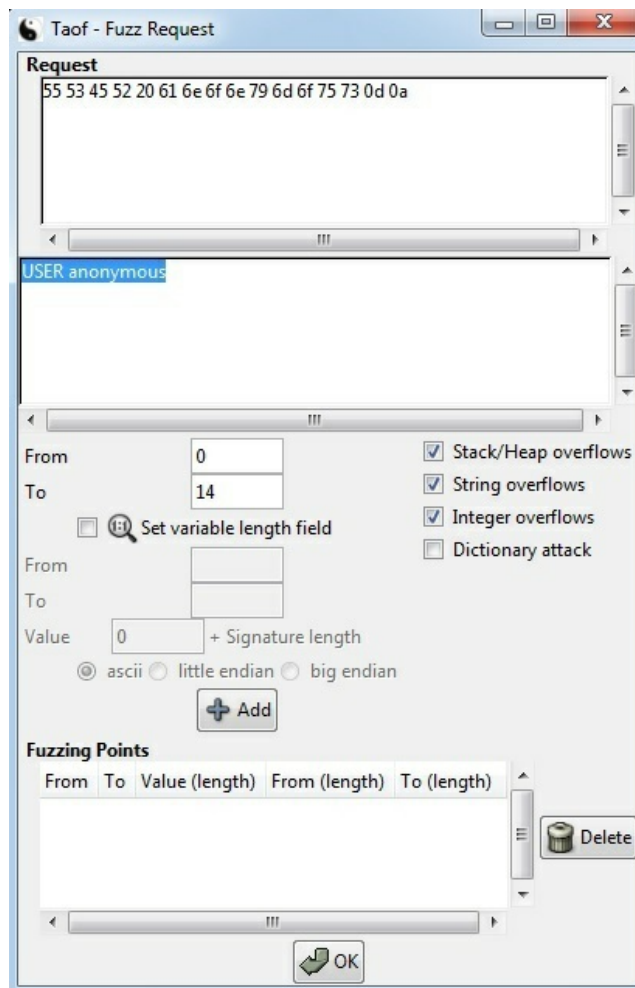 Taof - Fuzz Request
Request
55 53 45 52 20 61 6e 6f 6e 79 6d 6f 75 73 0d 0a
USER anonymous
From 0
To 14
Set variable length field
From
To
Value 0 + Signature length
ascii little endian big endian
Add
Stack/Heap overflows
String overflows
Integer overflows
Dictionary attack
Fuzzing Points
From To Value (length) From (length) To (length)
Delete
OK